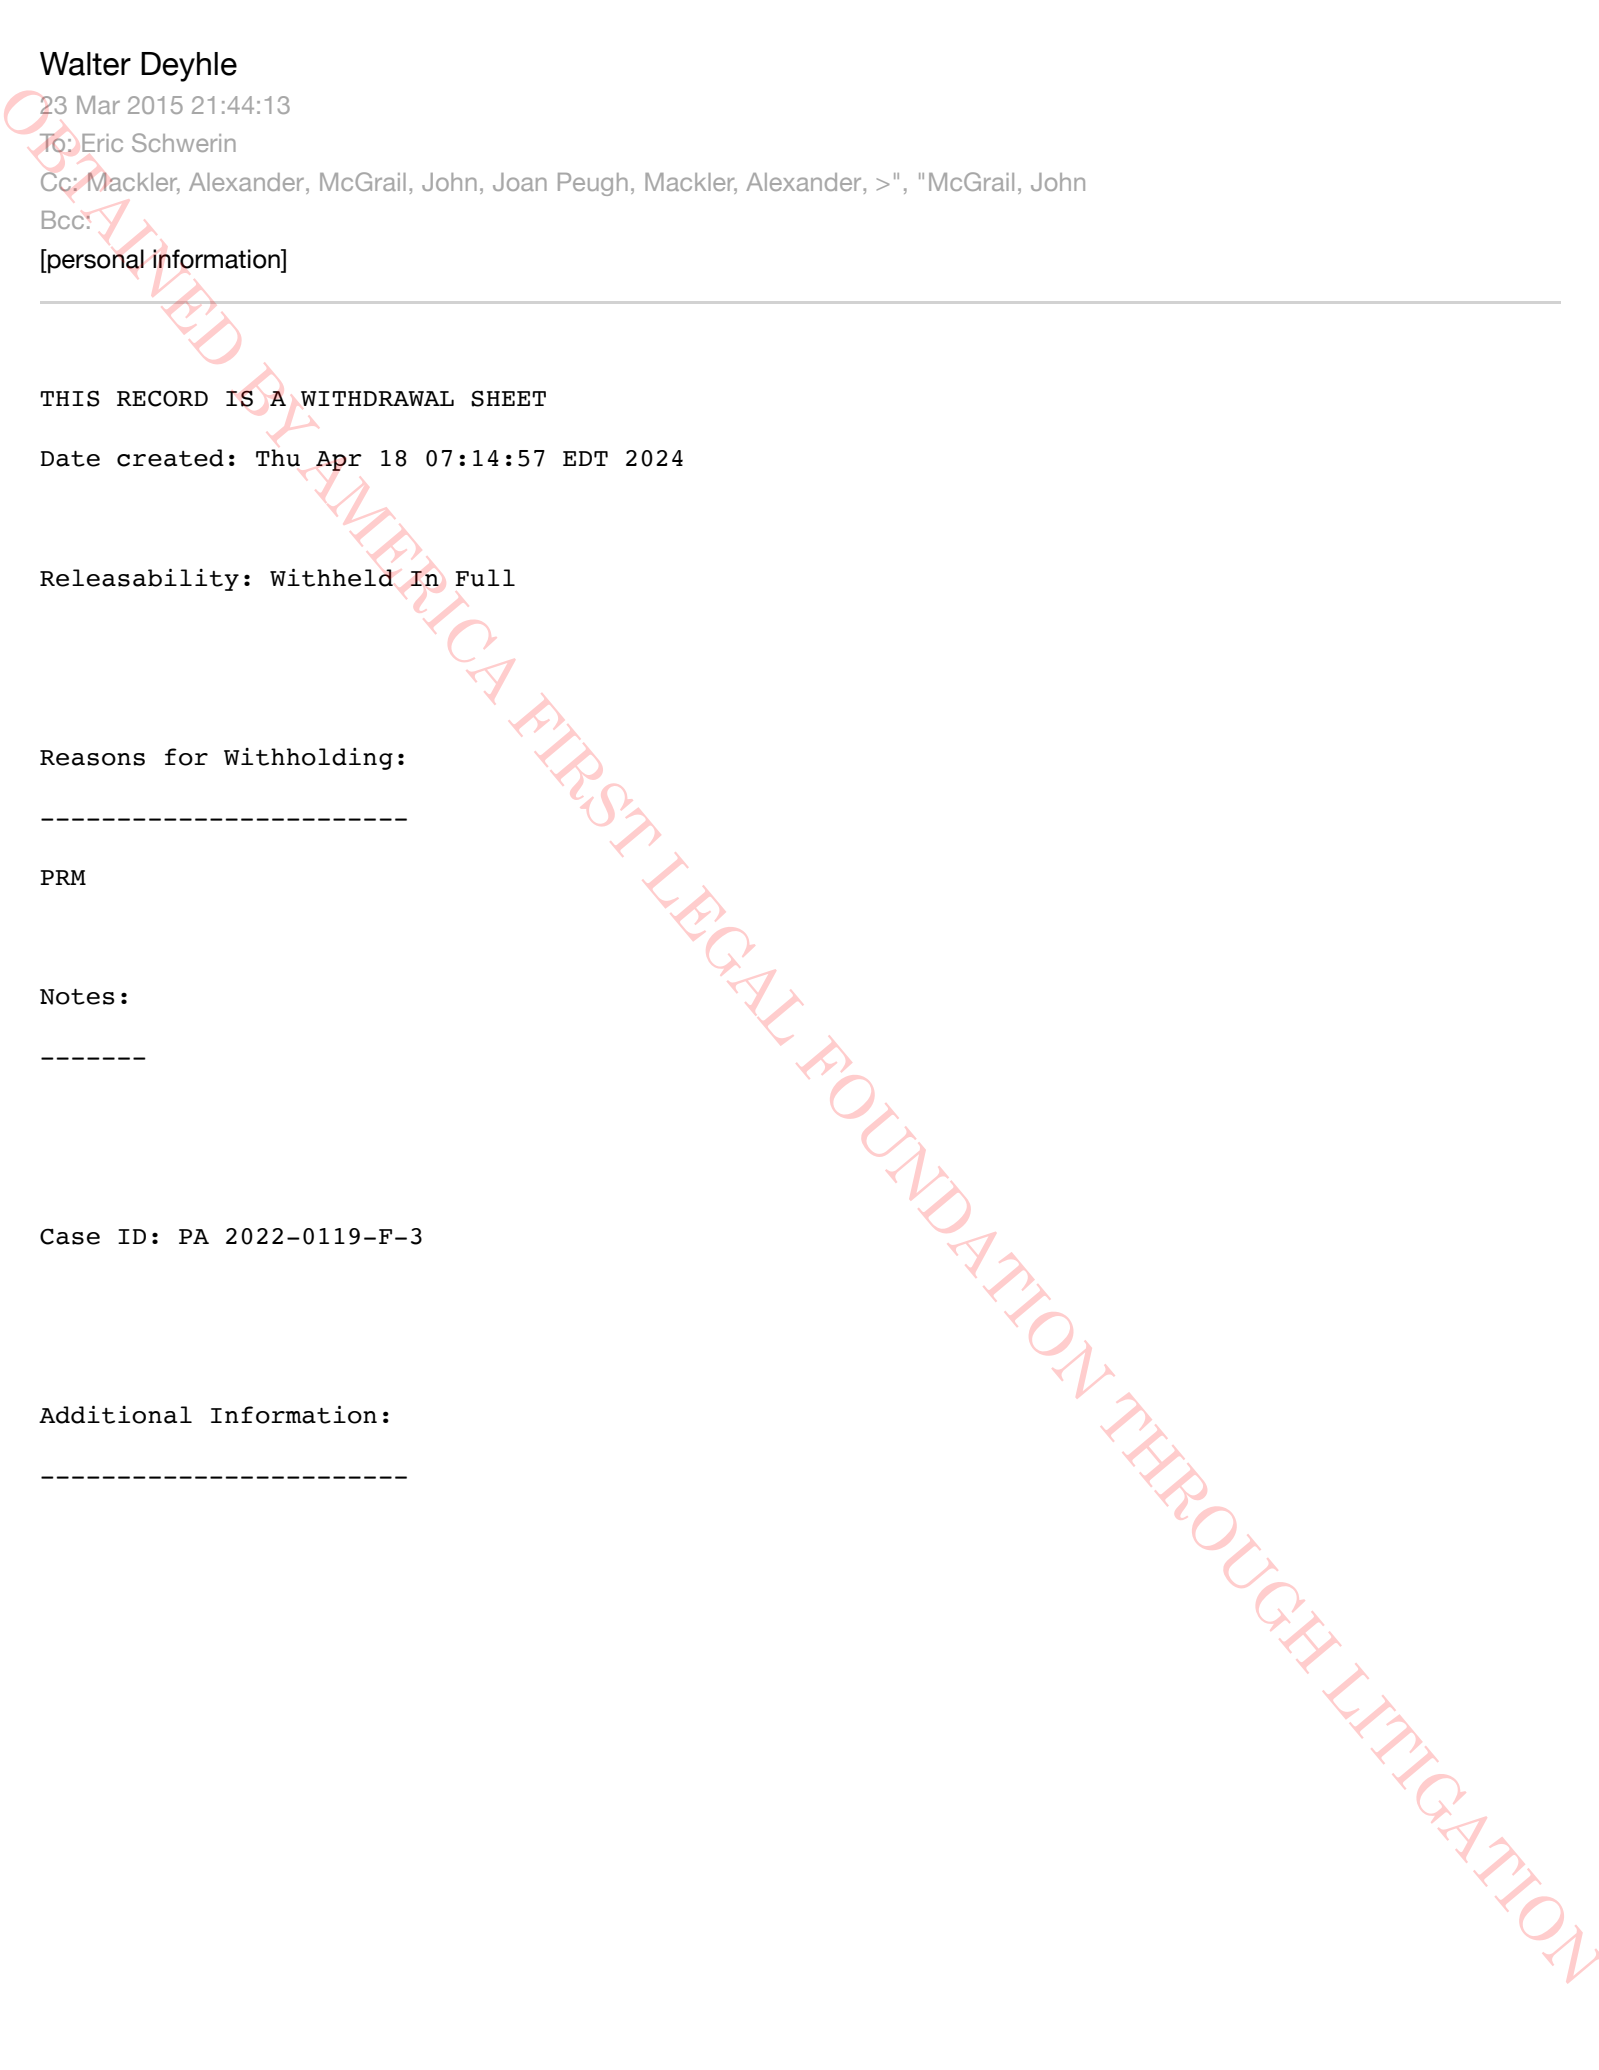 Walter Deyhle
23 Mar 2015 21:44:13
To: Eric Schwerin
Cc: Mackler, Alexander, McGrail, John, Joan Peugh, Mackler, Alexander, >", "McGrail, John
Bcc:
[personal information]
THIS RECORD IS A WITHDRAWAL SHEET
Date created: Thu Apr 18 07:14:57 EDT 2024
Releasability: Withheld In Full
Reasons for Withholding:
------------------------
PRM
Notes:
-------
Case ID: PA 2022-0119-F-3
Additional Information:
------------------------
OBTAINED BY AMERICA FIRST LEGAL FOUNDATION THROUGH LITIGATION